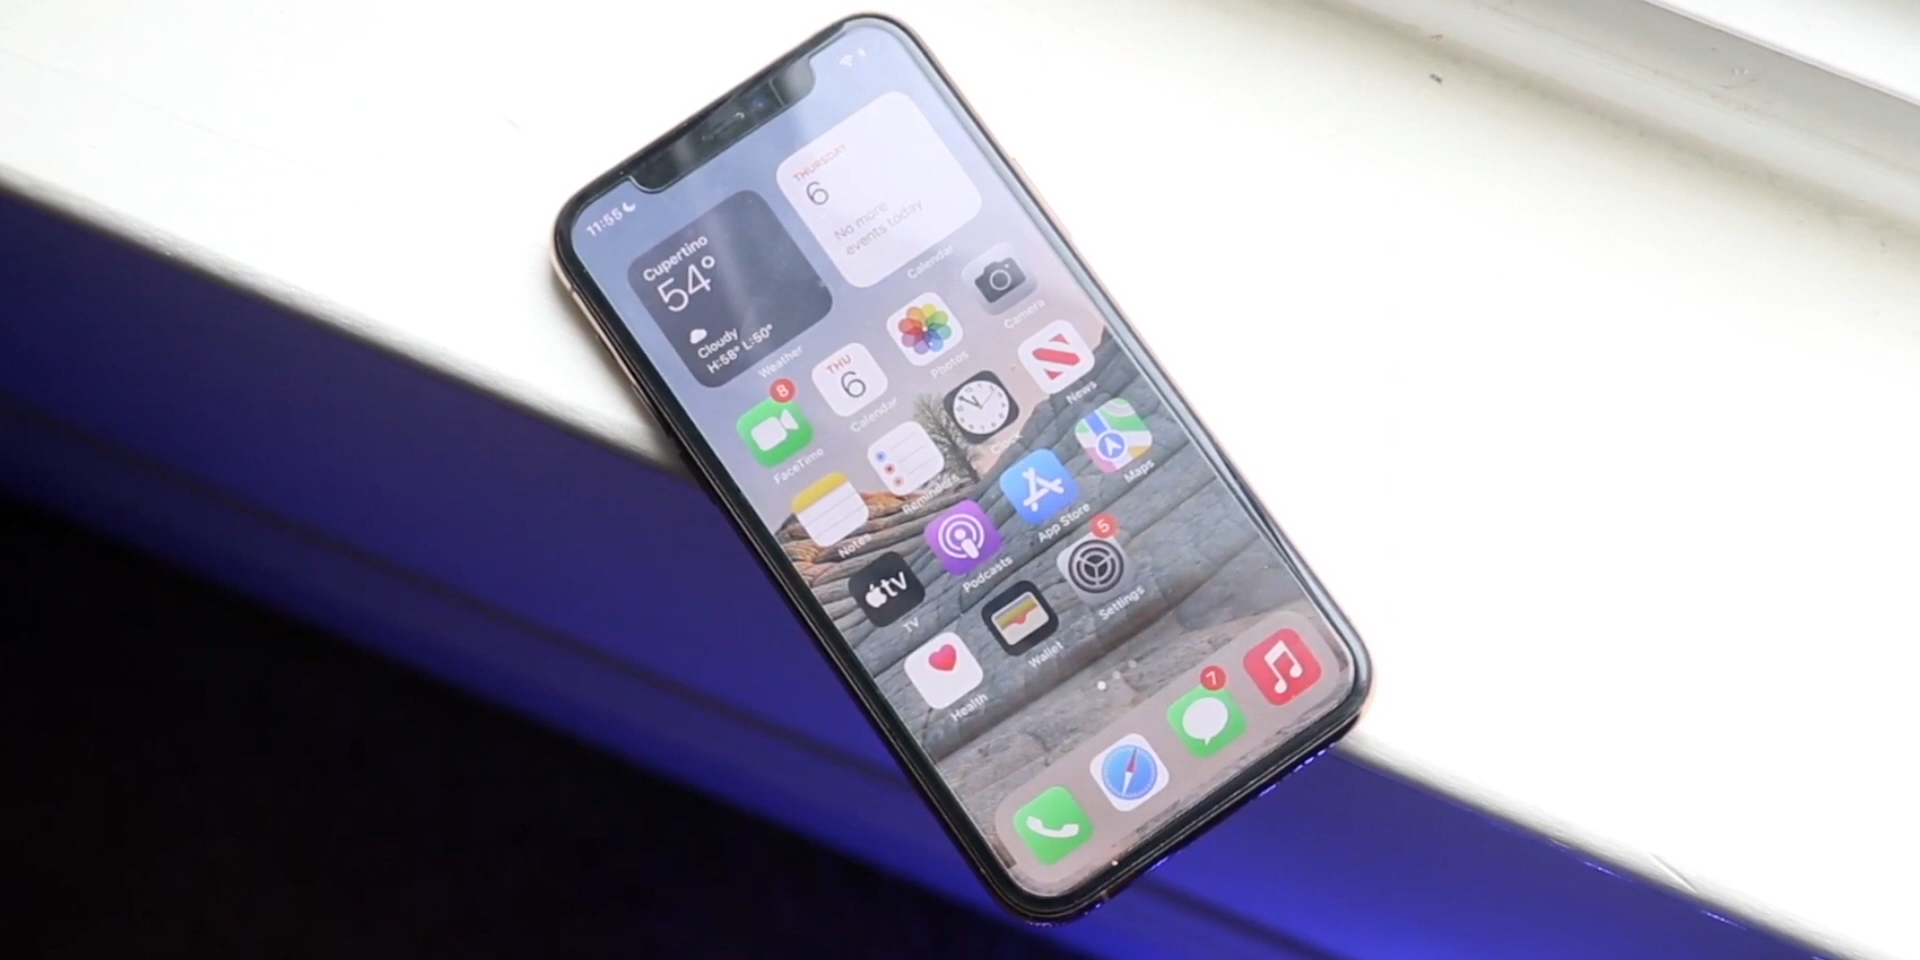 11:55
Cupertino
54°
Cloudy
H:58° L:50°
Weather
THURSDAY
6
No more
events today
Calendar
8
FaceTime
THU
6
Calendar
Photos
Camera
Notes
Reminders
Clock
News
tv
TV
Podcasts
App Store
Maps
Health
Wallet
5
Settings
7